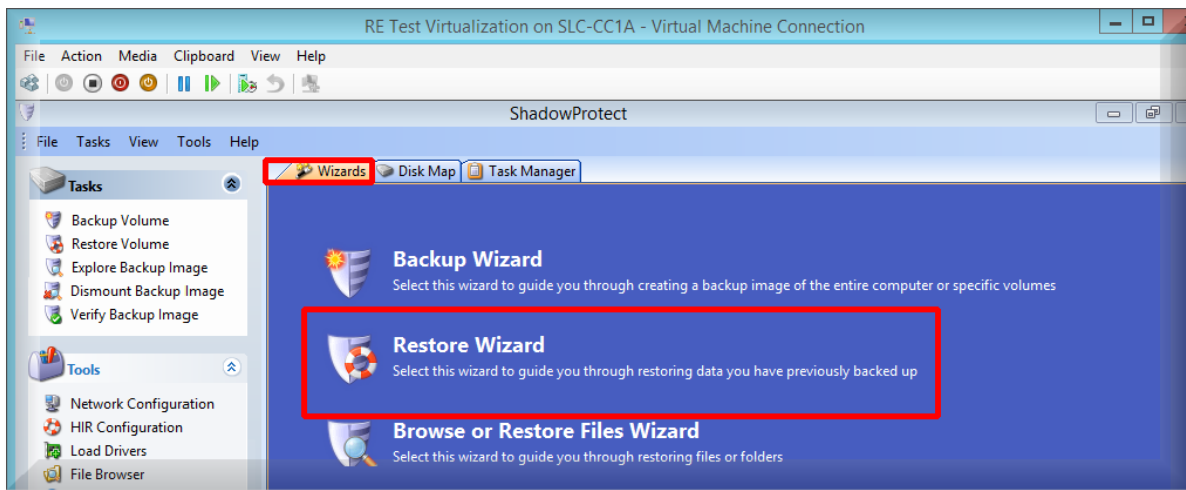 RE Test Virtualization on SLC-CC1A - Virtual Machine Connection
File Action Media Clipboard View Help
ShadowProtect
File Tasks View Tools Help
Wizards Disk Map Task Manager
Tasks
Backup Volume
Restore Volume
Explore Backup Image
Dismount Backup Image
Verify Backup Image
Tools
Network Configuration
HIR Configuration
Load Drivers
File Browser
Backup Wizard
Select this wizard to guide you through creating a backup image of the entire computer or specific volumes
Restore Wizard
Select this wizard to guide you through restoring data you have previously backed up
Browse or Restore Files Wizard
Select this wizard to guide you through restoring files or folders